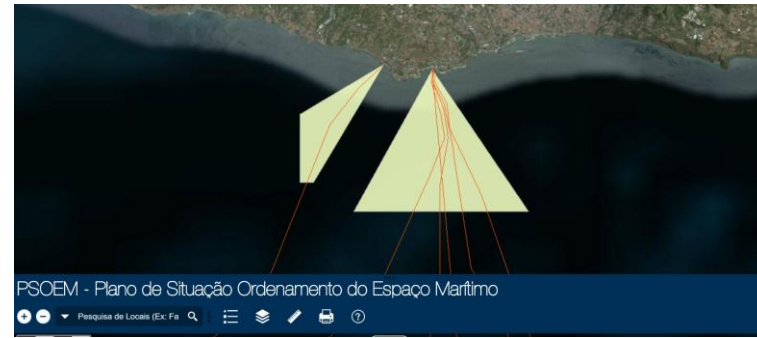 PSOEM - Plano de Situação Ordenamento do Espaço Marítimo
Pesquisa de Locais (Ex: Fa